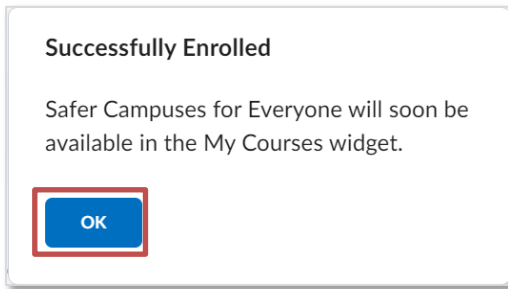 Successfully Enrolled
Safer Campuses for Everyone will soon be
available in the My Courses widget.
OK